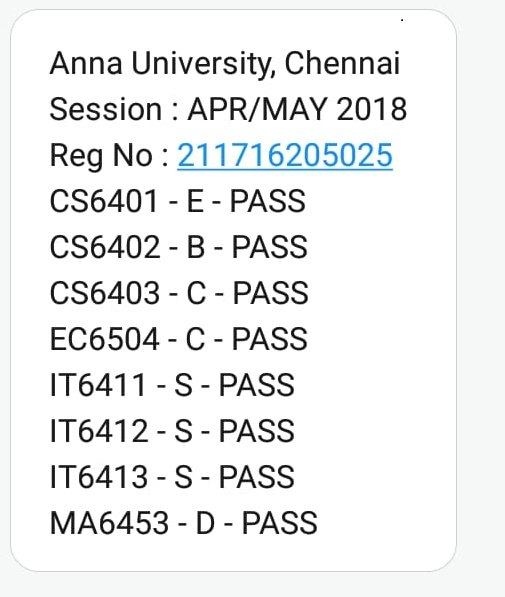 Anna University, Chennai
Session : APR/MAY 2018
Reg No : 211716205025
CS6401 - E - PASS
CS6402 - B - PASS
CS6403 - C - PASS
EC6504 - C - PASS
IT6411 - S - PASS
IT6412 - S - PASS
IT6413 - S - PASS
MA6453 - D - PASS